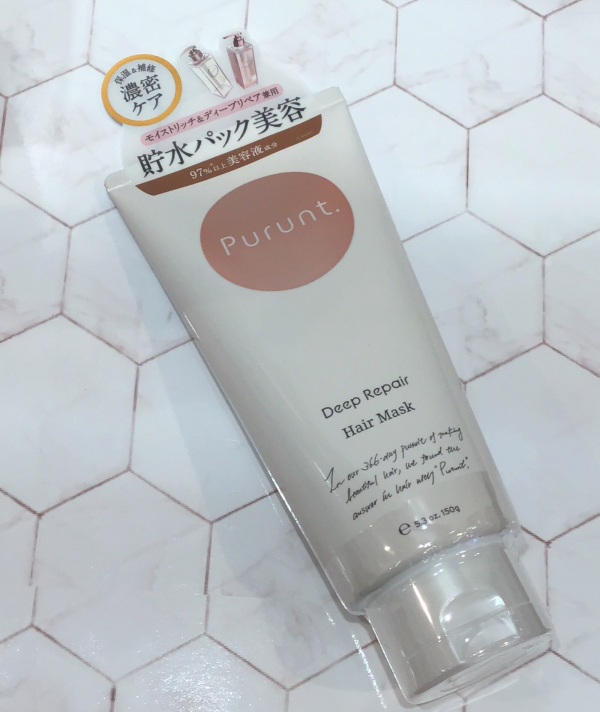 保湿&補修
濃密
ケア
モイストリッチ&ディープリペア兼用
貯水パック美容
97%以上美容液成分
Purunt.
Deep Repair
Hair Mask
In our 366-day pursuit of making
beautiful hair, we found the
answer in hair
"Purunt".
℮ 5.3 oz. 150g